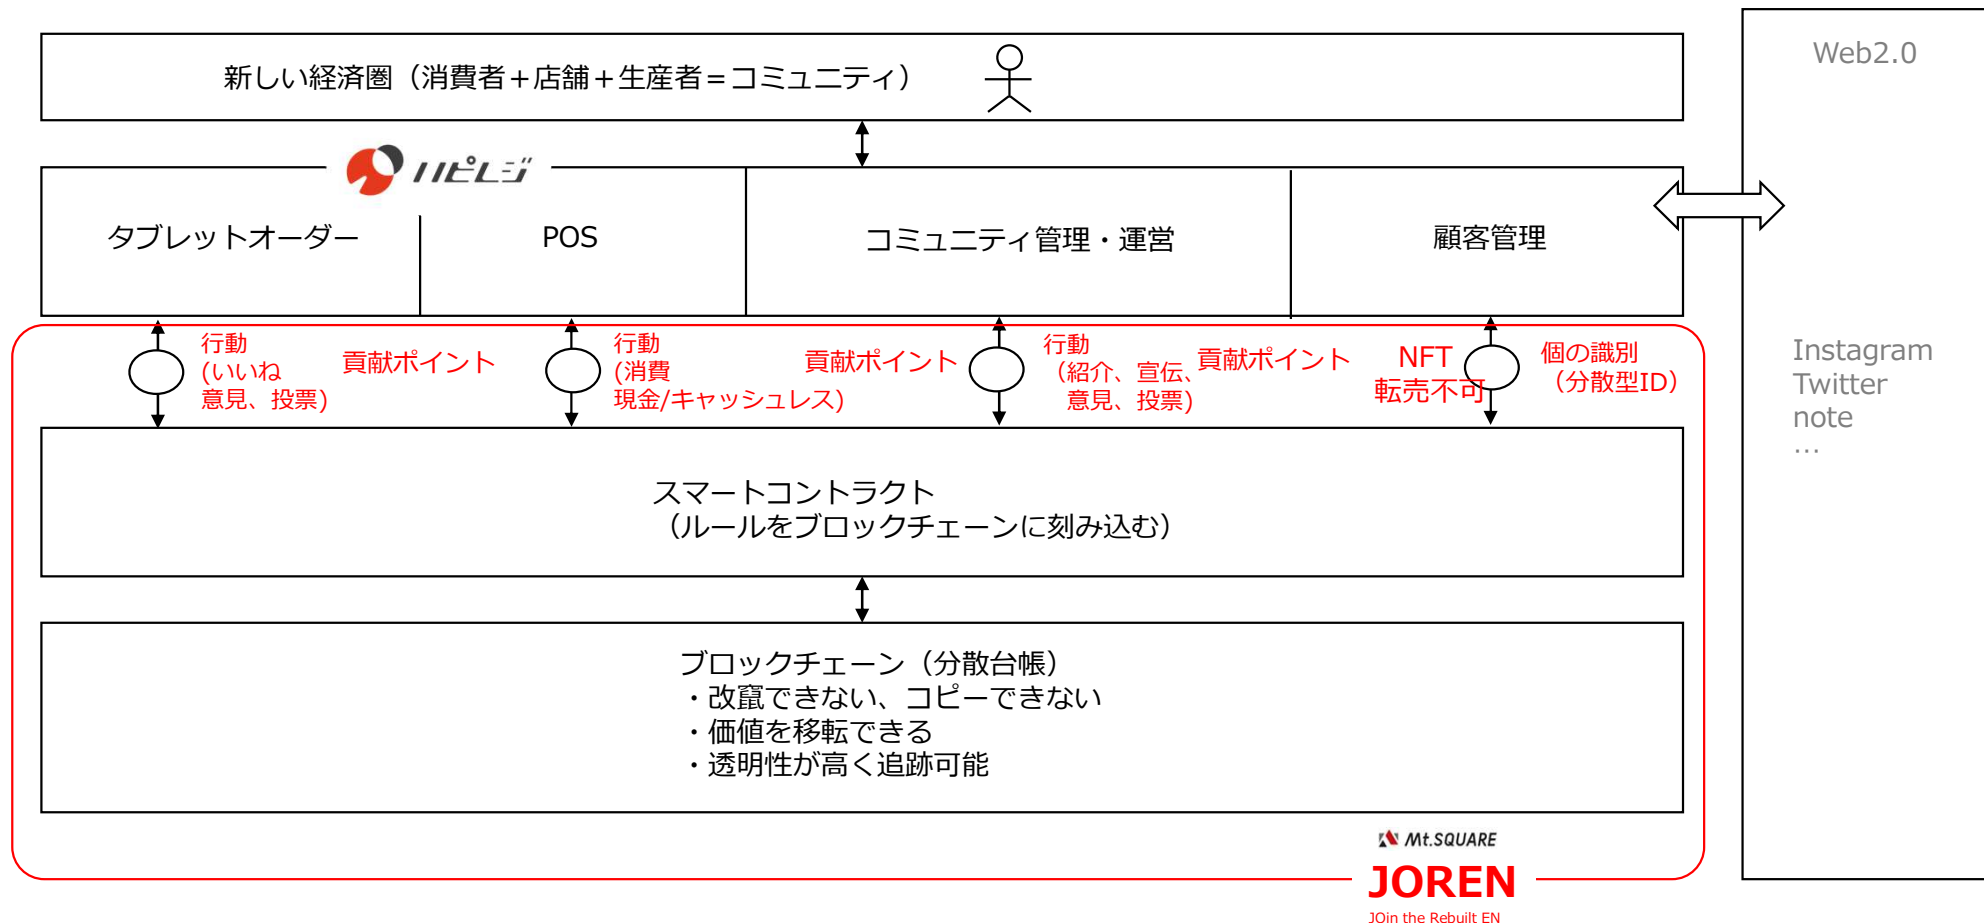 新しい経済圏（消費者＋店舗＋生産者＝コミュニティ）
Web2.0
ハピレジ
タブレットオーダー
POS
コミュニティ管理・運営
顧客管理
行動
(いいね
意見、投票)
貢献ポイント
行動
(消費
現金/キャッシュレス)
貢献ポイント
行動
（紹介、宣伝、
意見、投票)
貢献ポイント
NFT
転売不可
個の識別
（分散型ID）
Instagram
Twitter
note
…
スマートコントラクト
（ルールをブロックチェーンに刻み込む）
ブロックチェーン（分散台帳）
・改竄できない、コピーできない
・価値を移転できる
・透明性が高く追跡可能
Mt.SQUARE
JOREN
JOin the Rebuilt EN